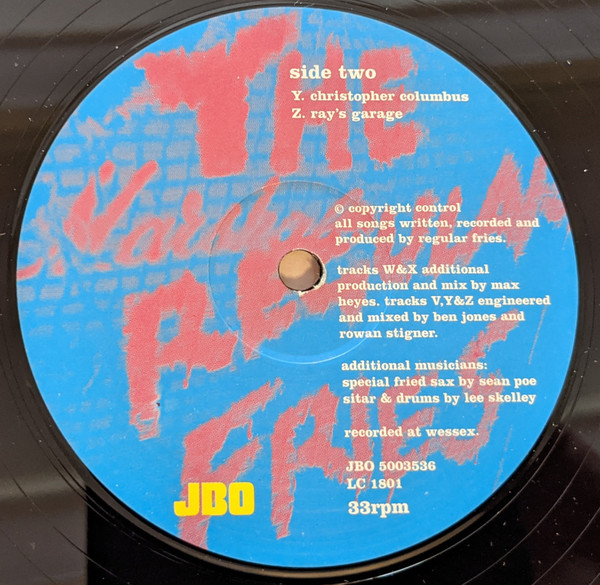 side two
Y. christopher columbus
Z. ray's garage
THE
REGULAR
FRIES
© copyright control
all songs written, recorded and
produced by regular fries.
tracks W&X additional
production and mix by max
heyes. tracks V,Y&Z engineered
and mixed by ben jones and
rowan stigner.
additional musicians:
special fried sax by sean poe
sitar & drums by lee skelley
recorded at wessex.
JBO 5003536
LC 1801
33rpm
JBO